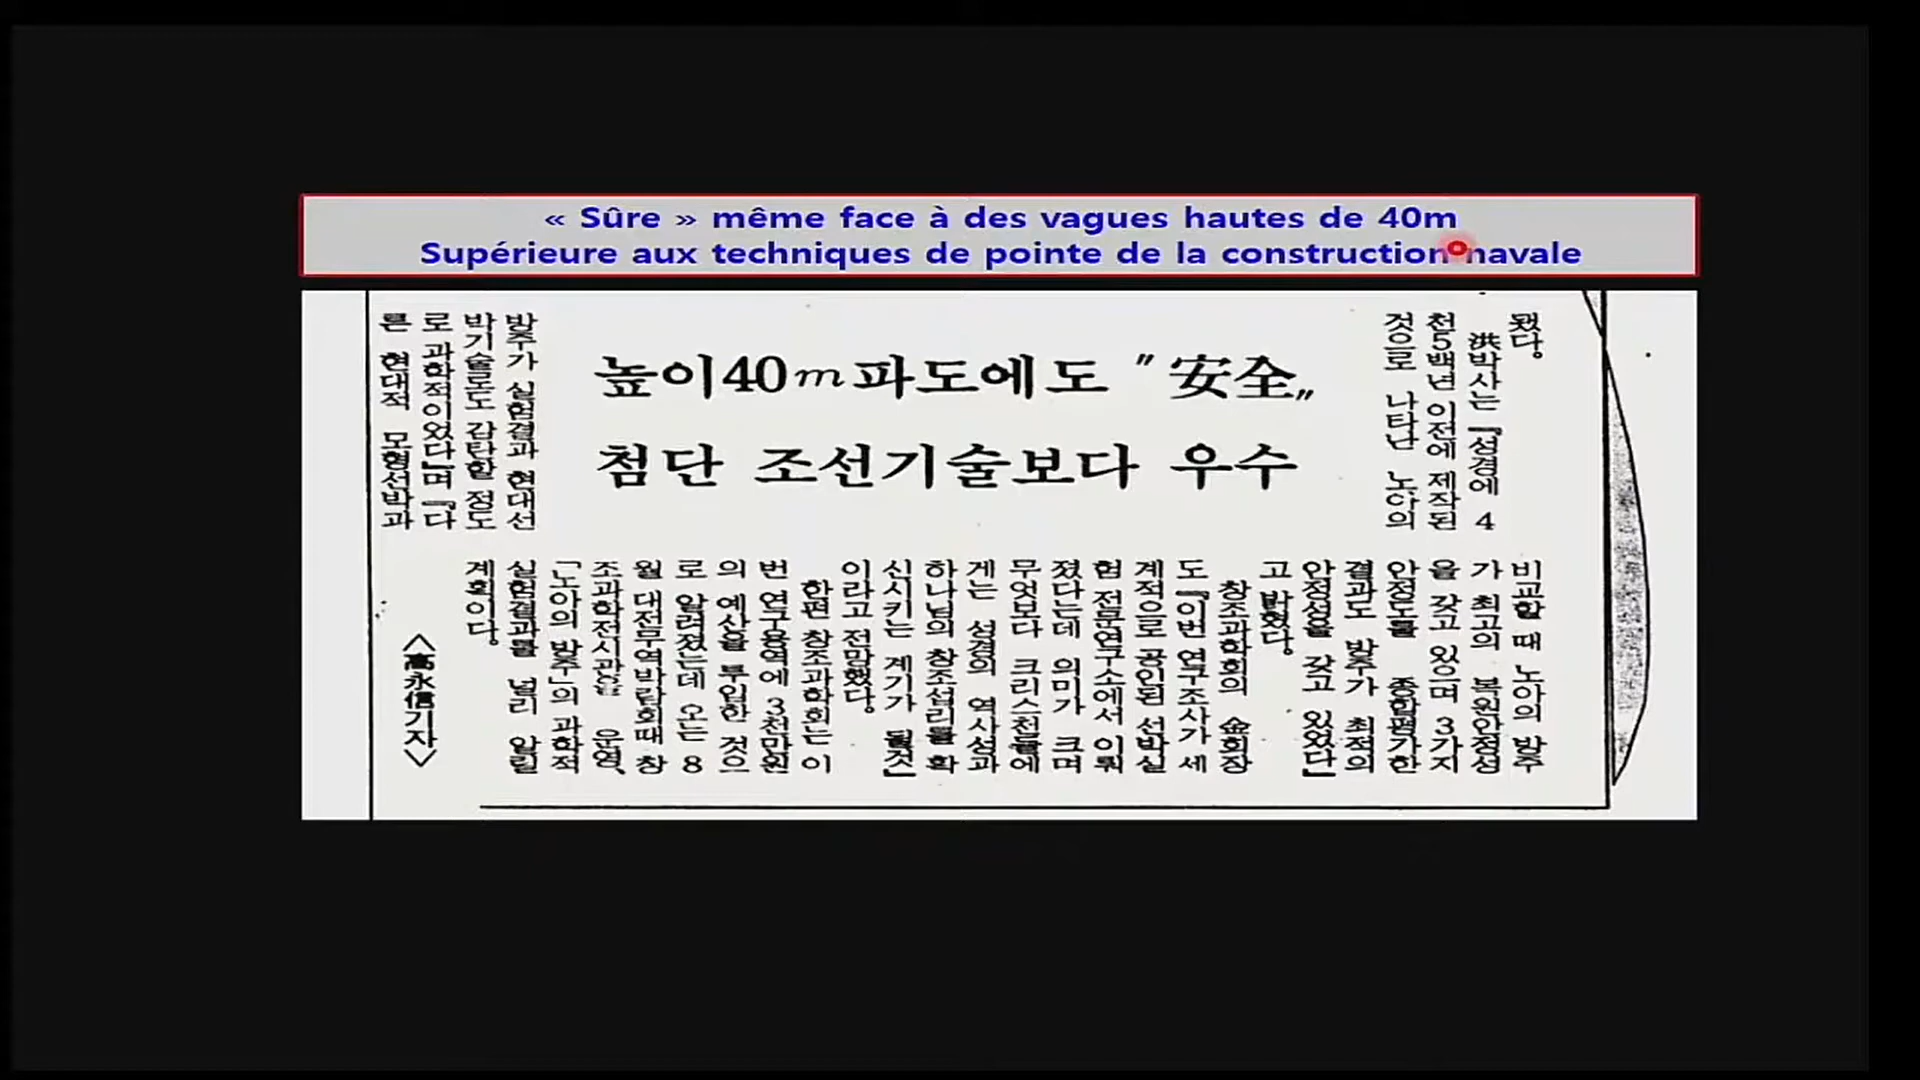 « Sûre » même face à des vagues hautes de 40m
Supérieure aux techniques de pointe de la construction navale
높이40m파도에도 〃安全〃
첨단 조선기술보다 우수
됐다。
洪박사는 『성경에 4
천5백년 이전에 제작된
것으로 나타난 노아의
방주가 실험결과 현대선
박기술로도 감탄할 정도
로 과학적이었다』며 『다
른 현대적 모형선박과
비교할 때 노아의 방주
가 최고의 복원안정성
을 갖고 있으며 3가지
안정도를 종합평가한
결과도 방주가 최적의
안정성을 갖고 있었다』
고 밝혔다。
창조과학회의 金회장
도 『이번 연구조사가 세
계적으로 공인된 선박실
험 전문연구소에서 이뤄
졌다는데 의미가 크며
무엇보다 크리스천들에
게는 성경의 역사성과
하나님의 창조섭리를 확
신시키는 계기가 될것』
이라고 전망했다。
한편 창조과학회는 이
번 연구용역에 3천만원
의 예산을 투입한 것으
로 알려졌는데 오는 8
월 대전무역박람회때 창
조과학전시관을 운영、
「노아의 방주」의 과학적
실험결과를 널리 알릴
계획이다。
〈高永信기자〉